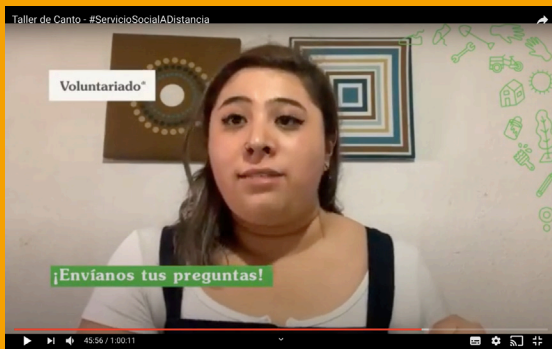 Taller de Canto - #ServicioSocialADistancia
Voluntariado*
¡Envíanos tus preguntas!
45:56 / 1:00:11